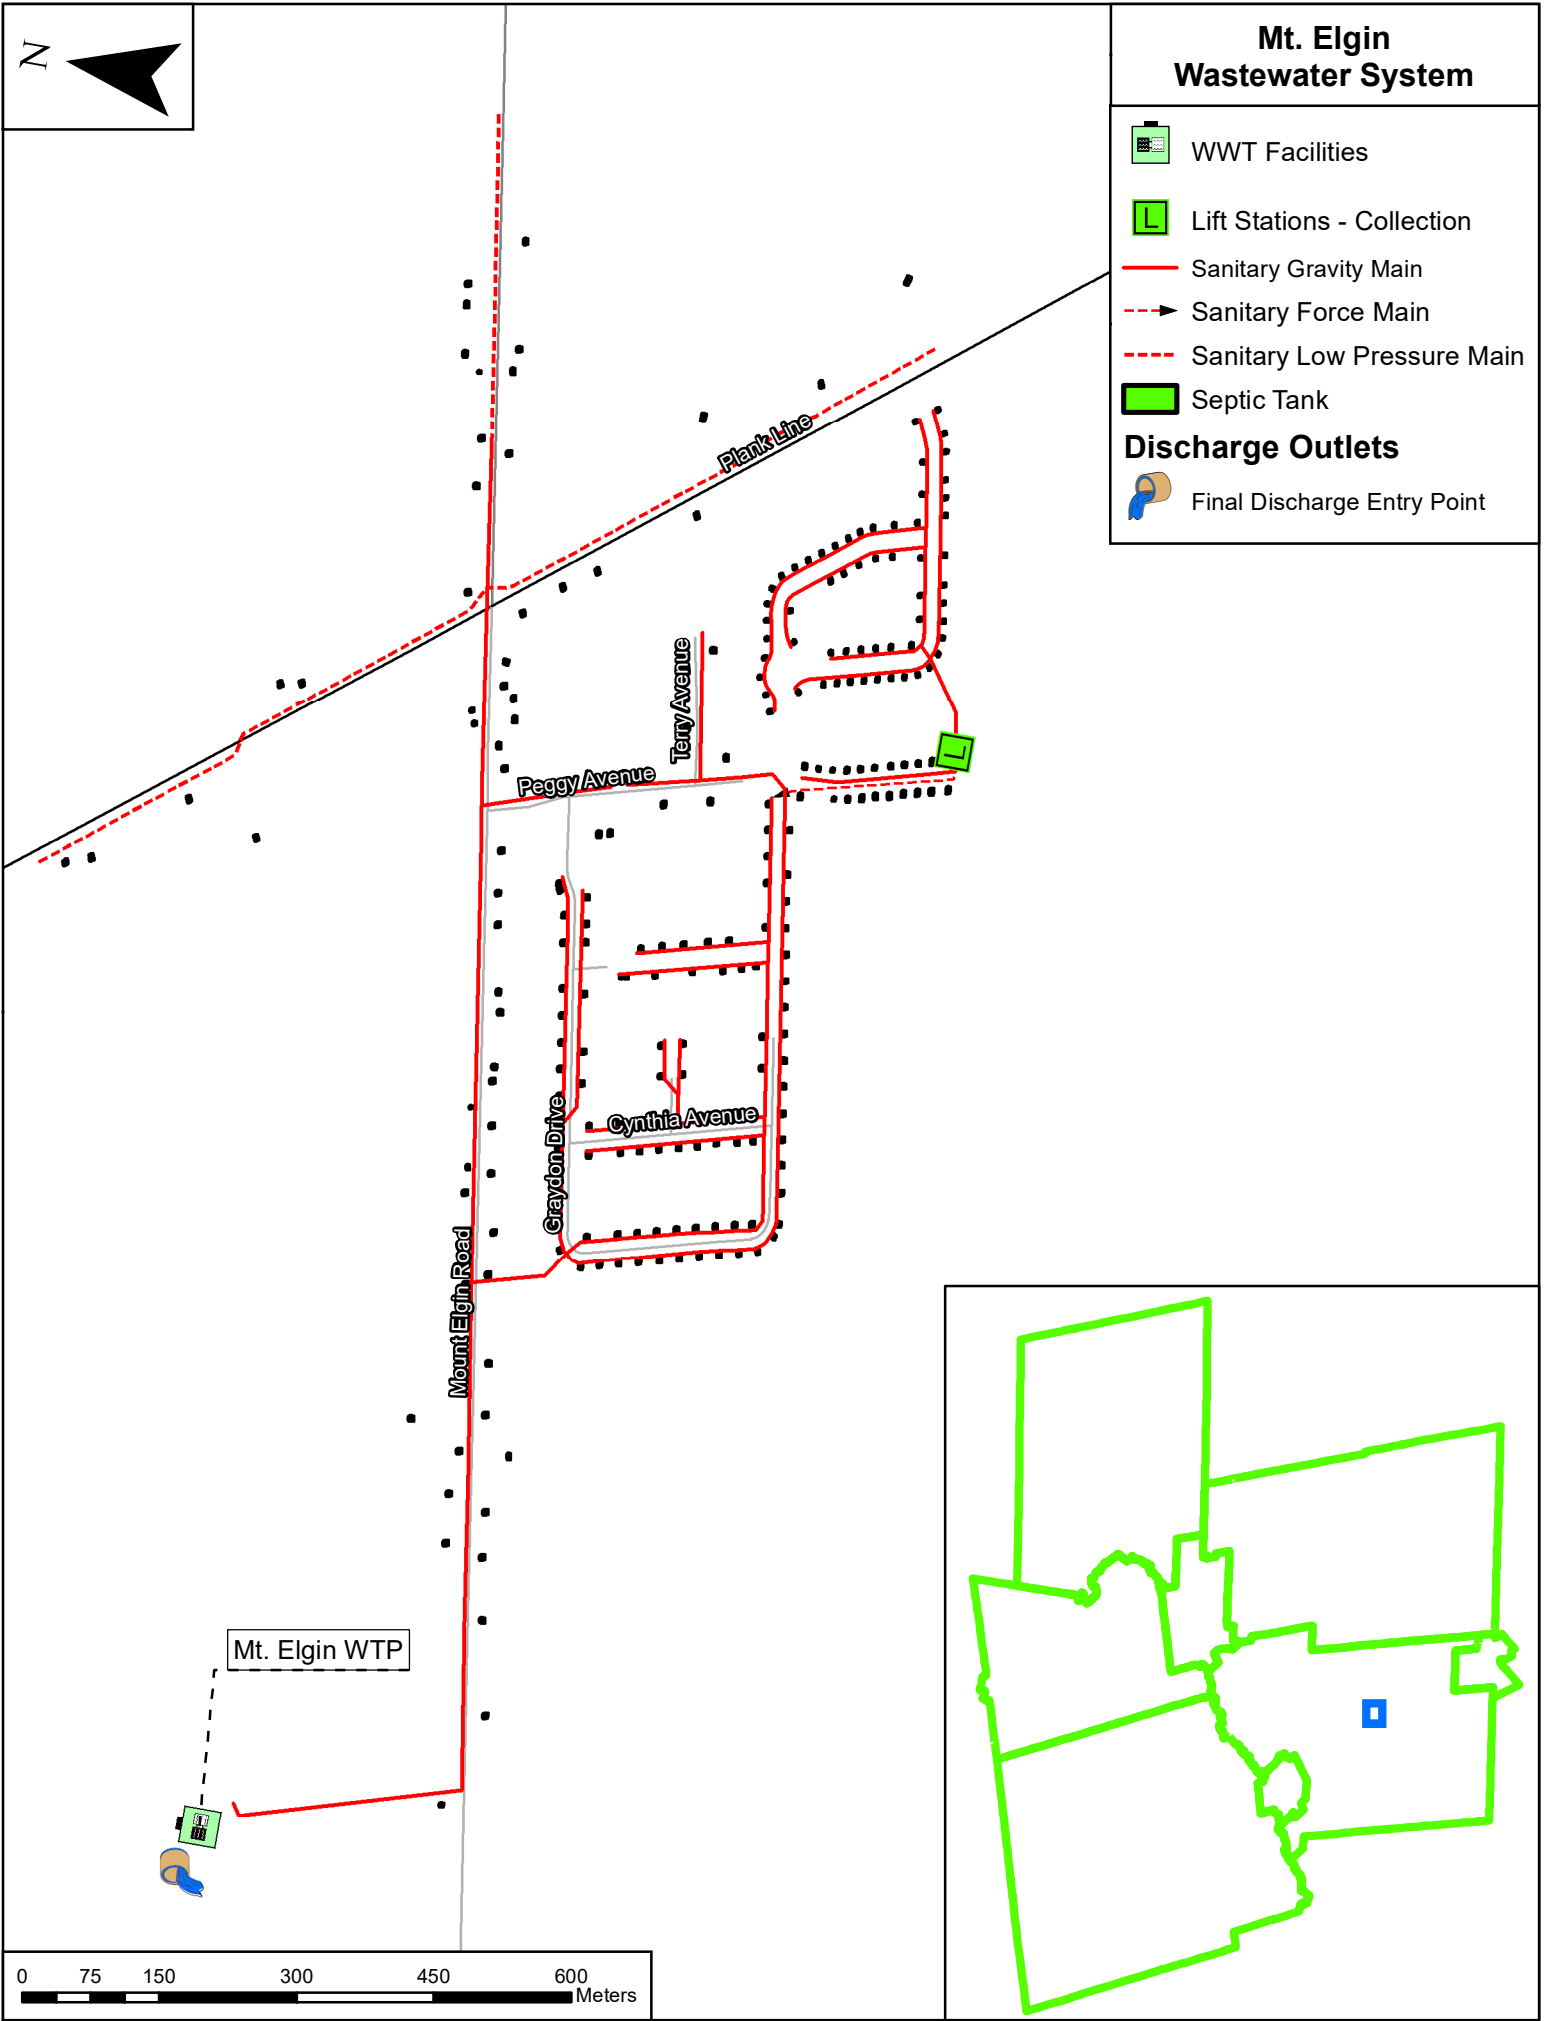 N
Mt. Elgin
Wastewater System
WWT Facilities
L
Lift Stations - Collection
Sanitary Gravity Main
Sanitary Force Main
Sanitary Low Pressure Main
Septic Tank
Discharge Outlets
Final Discharge Entry Point
Plank Line
Terry Avenue
L
Peggy Avenue
Cynthia Avenue
Graydon Drive
Mount Elgin Road
Mt. Elgin WTP
0 75 150 300 450 600
Meters